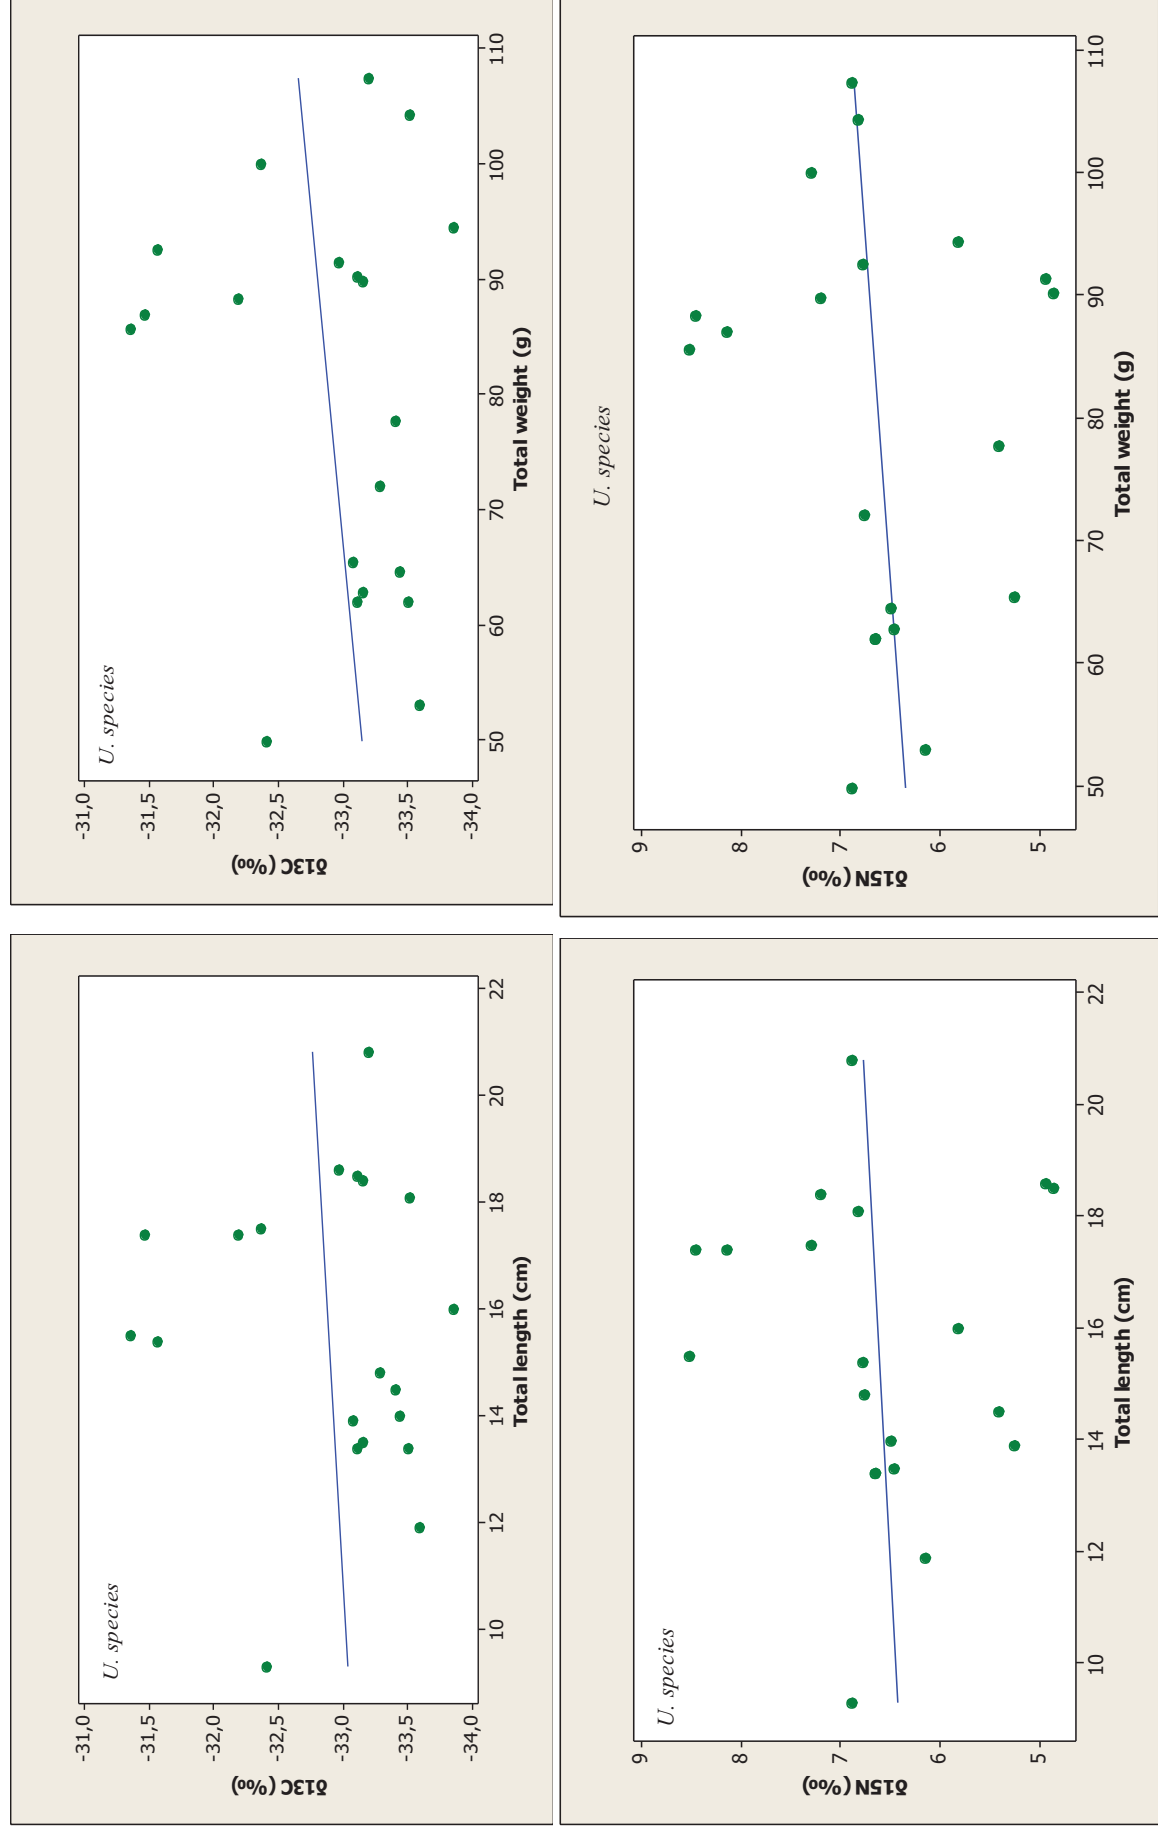 U. species
δ13C (‰)
-31,0
-31,5
-32,0
-32,5
-33,0
-33,5
-34,0
10 12 14 16 18 20 22
Total length (cm)
U. species
δ13C (‰)
-31,0
-31,5
-32,0
-32,5
-33,0
-33,5
-34,0
50 60 70 80 90 100 110
Total weight (g)
U. species
δ15N (‰)
9
8
7
6
5
10 12 14 16 18 20 22
Total length (cm)
U. species
δ15N (‰)
9
8
7
6
5
50 60 70 80 90 100 110
Total weight (g)